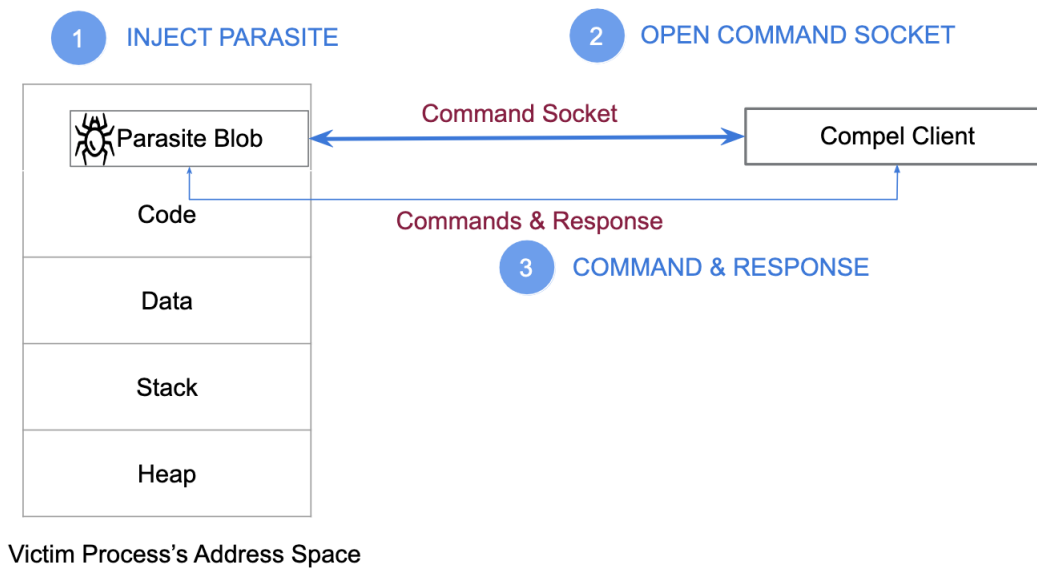 1 INJECT PARASITE
2 OPEN COMMAND SOCKET
Command Socket
Parasite Blob
Compel Client
Code
Commands & Response
3 COMMAND & RESPONSE
Data
Stack
Heap
Victim Process's Address Space